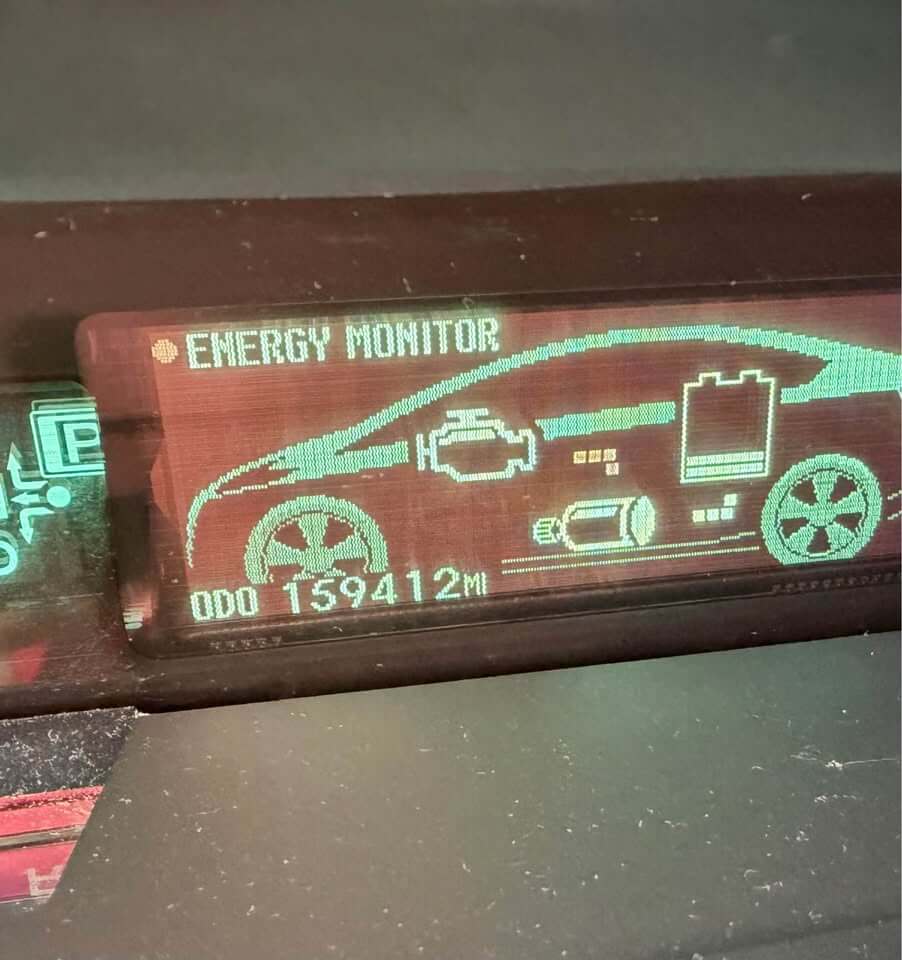 ENERGY MONITOR
P
ODO 159412MI